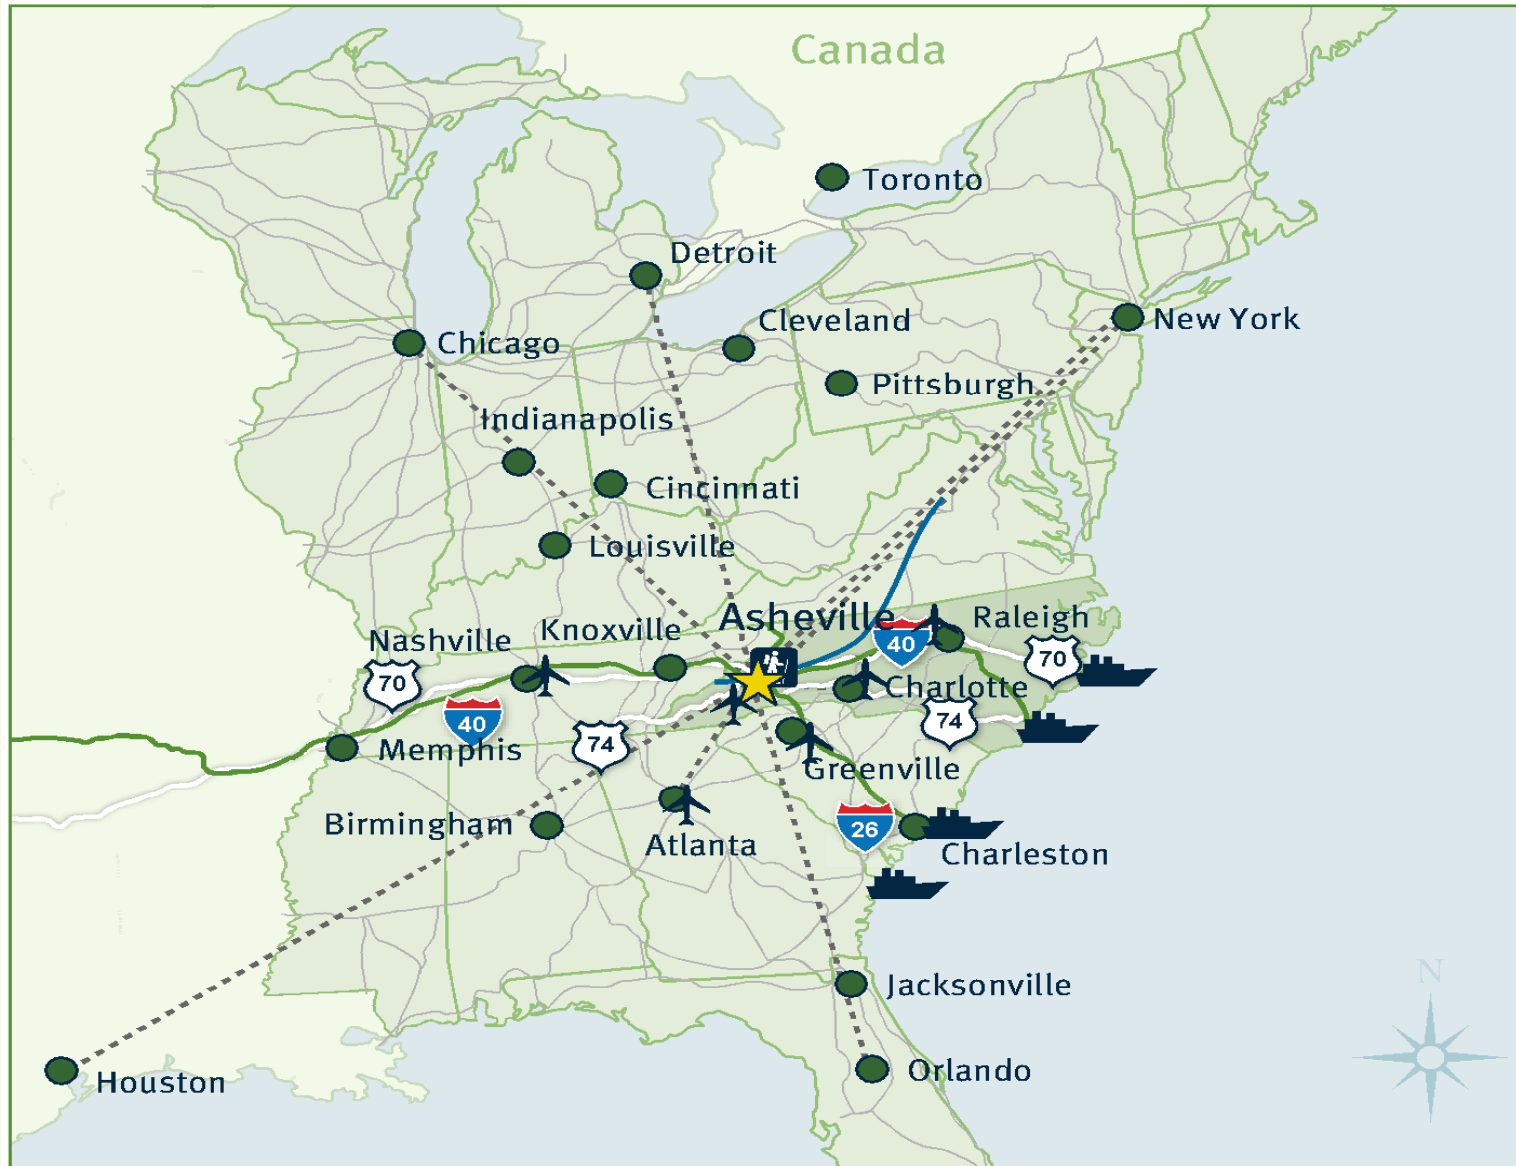 Canada
Toronto
Detroit
Cleveland
New York
Chicago
Pittsburgh
Indianapolis
Cincinnati
Louisville
Asheville
Raleigh
Nashville
Knoxville
40
70
70
Charlotte
40
74
74
Memphis
Greenville
Birmingham
26
Atlanta
Charleston
N
Jacksonville
Houston
Orlando